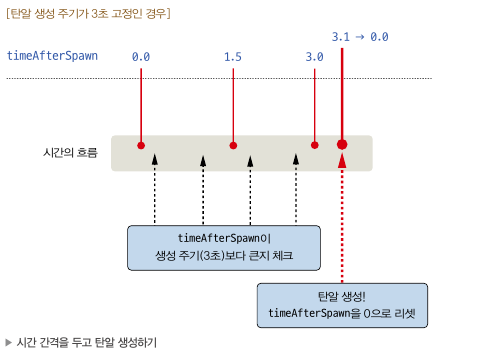 [탄알 생성 주기가 3초 고정인 경우]
3.1 → 0.0
timeAfterSpawn 0.0 1.5 3.0
시간의 흐름
timeAfterSpawn이
생성 주기(3초)보다 큰지 체크
탄알 생성!
timeAfterSpawn을 0으로 리셋
▶ 시간 간격을 두고 탄알 생성하기